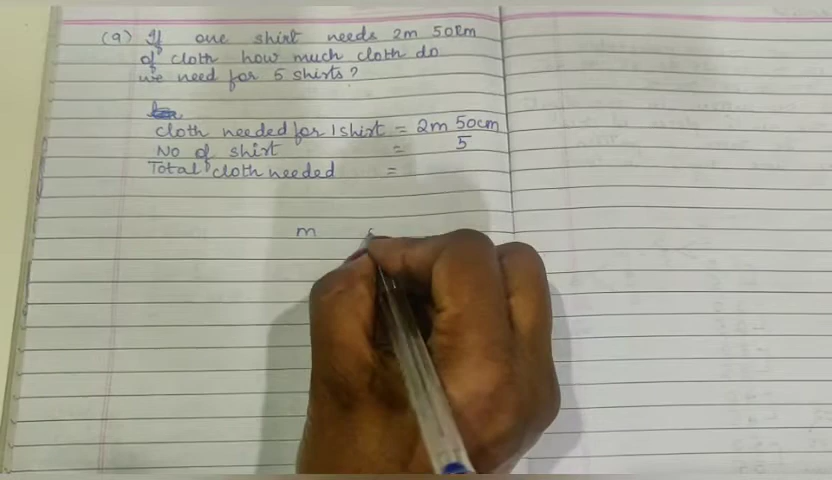 (9) If one shirt needs 2m 50cm
of cloth how much cloth do
we need for 5 shirts?
Cloth needed for 1 shirt = 2m 50cm
No of shirt = 5
Total cloth needed =
m